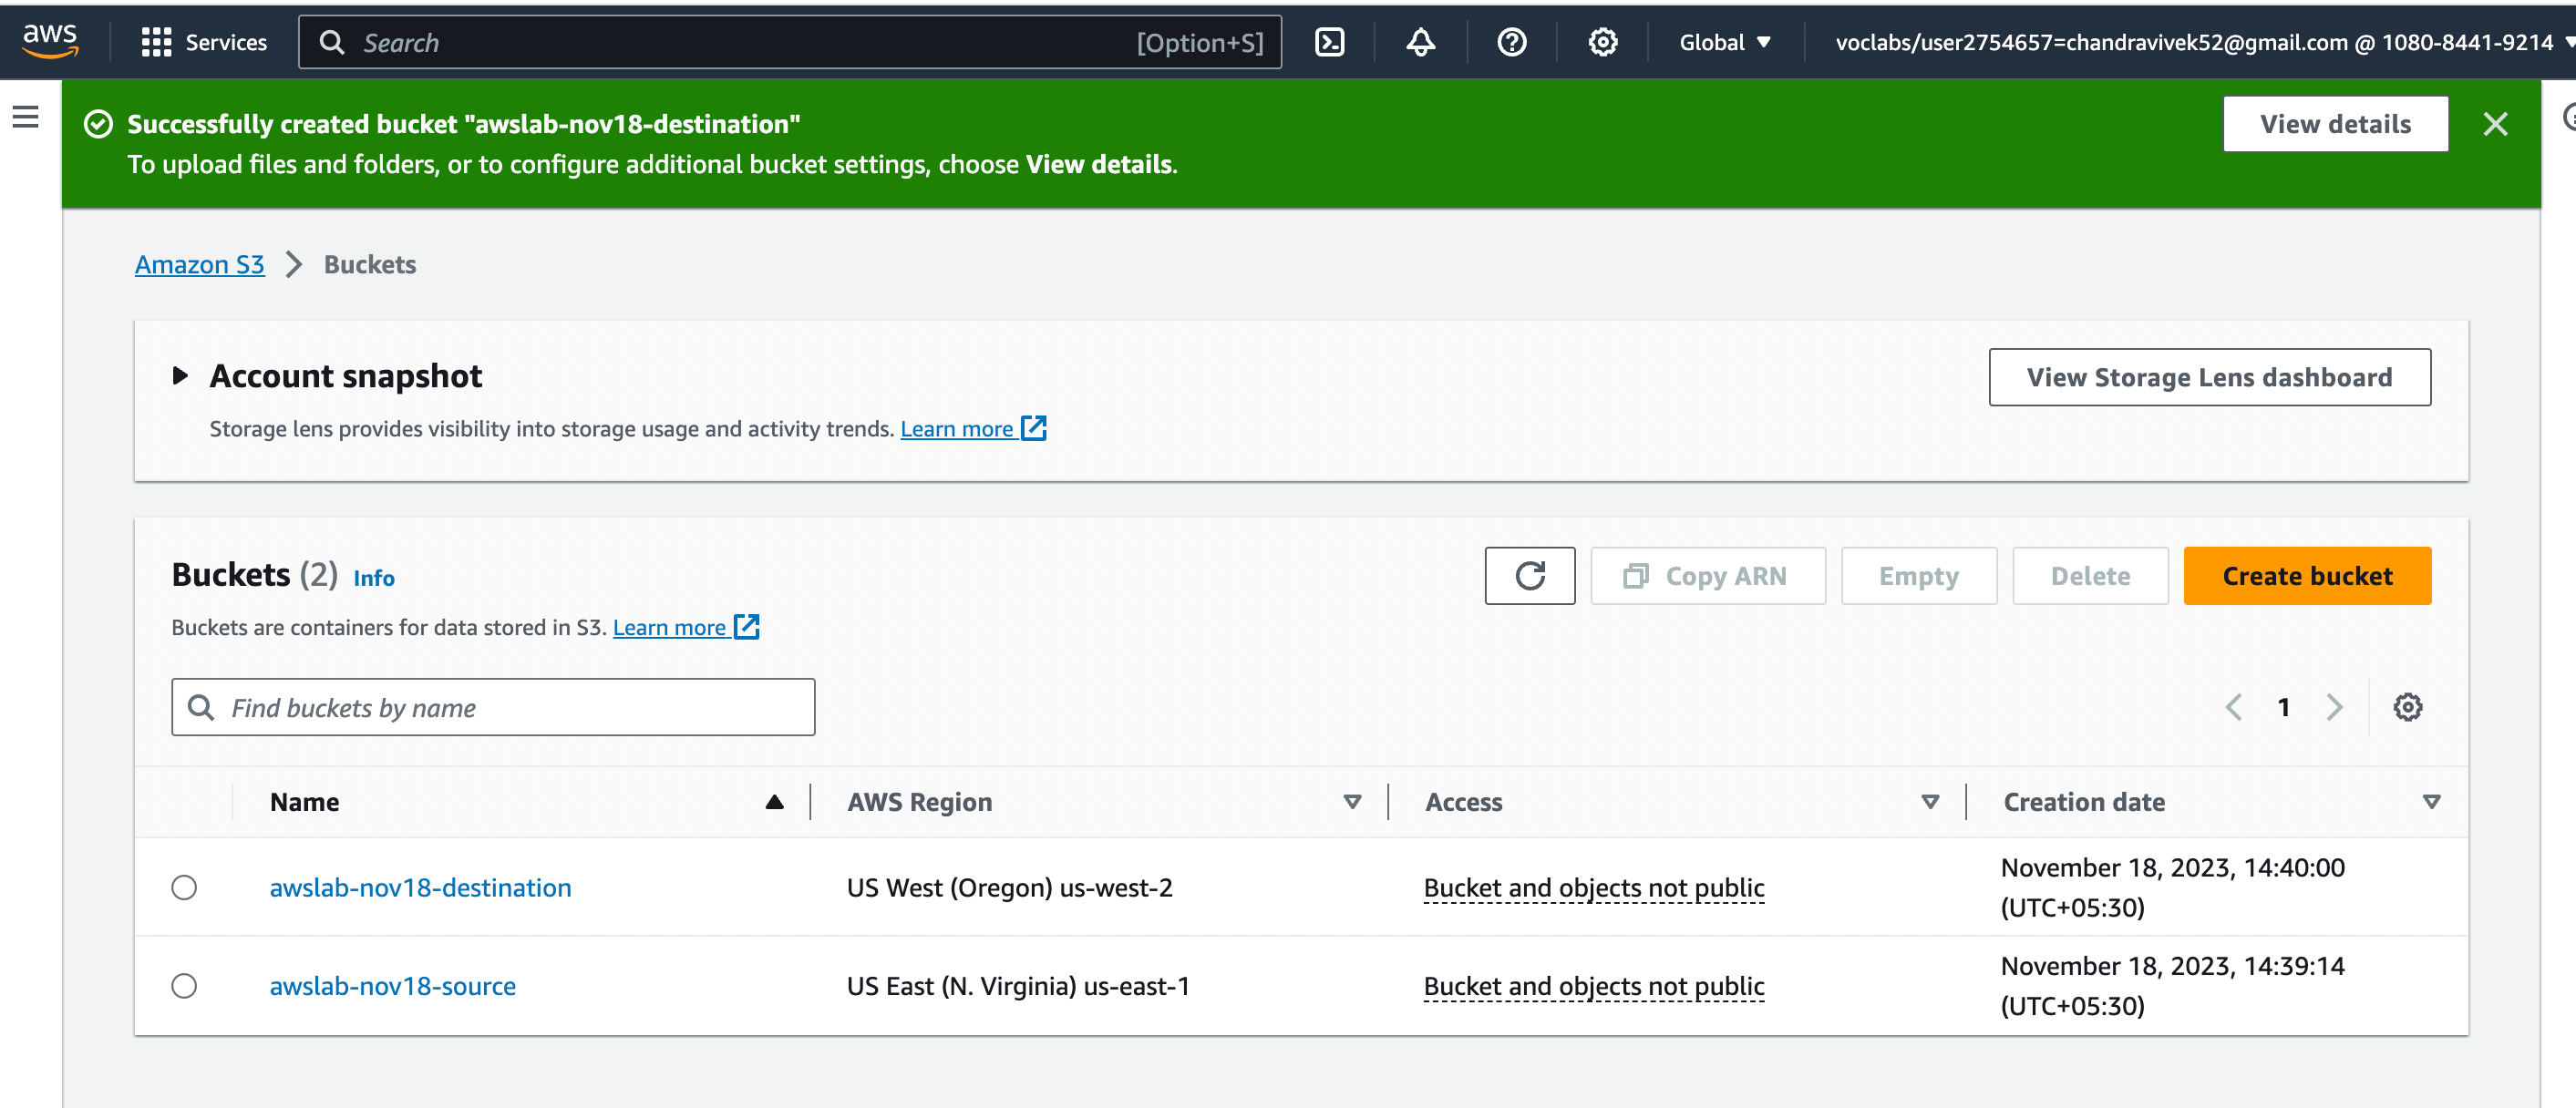 aws
Services
Search
[Option+S]
Global
voclabs/user2754657=chandravivek52@gmail.com @ 1080-8441-9214
Successfully created bucket "awslab-nov18-destination"
To upload files and folders, or to configure additional bucket settings, choose View details.
View details
Amazon S3
Buckets
Account snapshot
View Storage Lens dashboard
Storage lens provides visibility into storage usage and activity trends. Learn more
Buckets (2) Info
Copy ARN
Empty
Delete
Create bucket
Buckets are containers for data stored in S3. Learn more
Find buckets by name
1
Name
AWS Region
Access
Creation date
awslab-nov18-destination
US West (Oregon) us-west-2
Bucket and objects not public
November 18, 2023, 14:40:00
(UTC+05:30)
awslab-nov18-source
US East (N. Virginia) us-east-1
Bucket and objects not public
November 18, 2023, 14:39:14
(UTC+05:30)